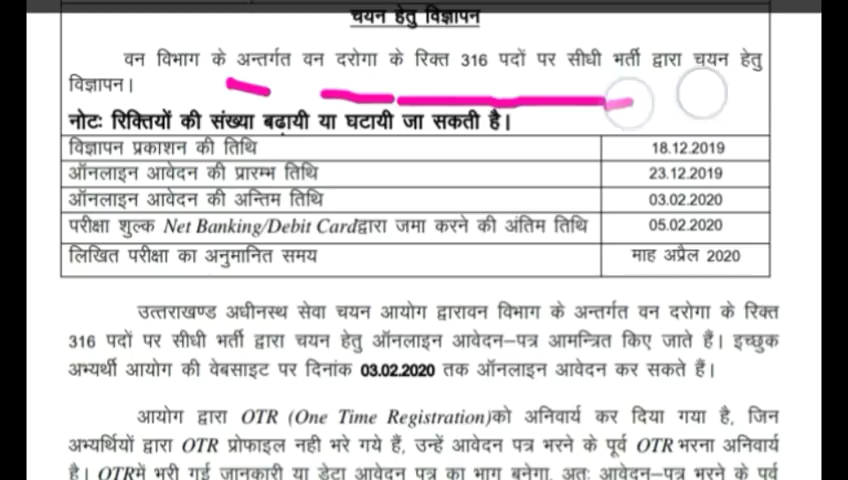 चयन हेतु विज्ञापन
वन विभाग के अन्तर्गत वन दरोगा के रिक्त 316 पदों पर सीधी भर्ती द्वारा चयन हेतु
विज्ञापन।
नोटः रिक्तियों की संख्या बढ़ायी या घटायी जा सकती है।
विज्ञापन प्रकाशन की तिथि 18.12.2019
ऑनलाइन आवेदन की प्रारम्भ तिथि 23.12.2019
ऑनलाइन आवेदन की अन्तिम तिथि 03.02.2020
परीक्षा शुल्क Net Banking/Debit Cardद्वारा जमा करने की अंतिम तिथि 05.02.2020
लिखित परीक्षा का अनुमानित समय माह अप्रैल 2020
उत्तराखण्ड अधीनस्थ सेवा चयन आयोग द्वारावन विभाग के अन्तर्गत वन दरोगा के रिक्त
316 पदों पर सीधी भर्ती द्वारा चयन हेतु ऑनलाइन आवेदन–पत्र आमन्त्रित किए जाते हैं। इच्छुक
अभ्यर्थी आयोग की वेबसाइट पर दिनांक 03.02.2020 तक ऑनलाइन आवेदन कर सकते हैं।
आयोग द्वारा OTR (One Time Registration)को अनिवार्य कर दिया गया है, जिन
अभ्यर्थियों द्वारा OTR प्रोफाइल नही भरे गये हैं, उन्हें आवेदन पत्र भरने के पूर्व OTR भरना अनिवार्य
है। OTRमें भरी गई जानकारी या डेटा आवेदन पत्र का भाग बनेगा, अतः आवेदन–पत्र भरने के पूर्व